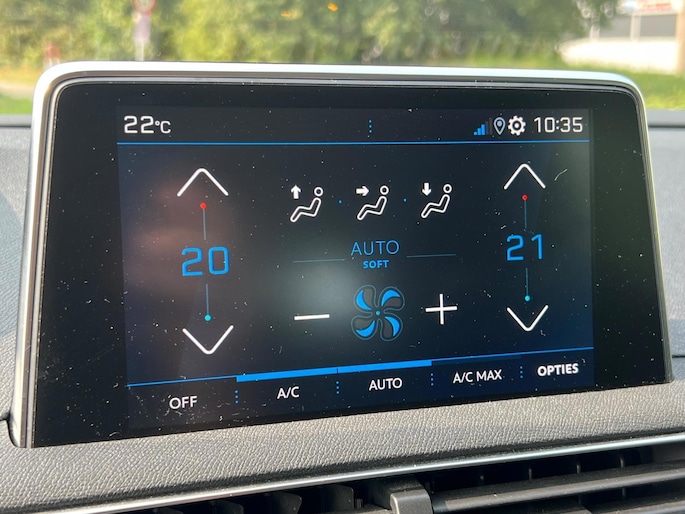 22°C 10:35
20 21
AUTO
SOFT
OFF A/C AUTO A/C MAX OPTIES